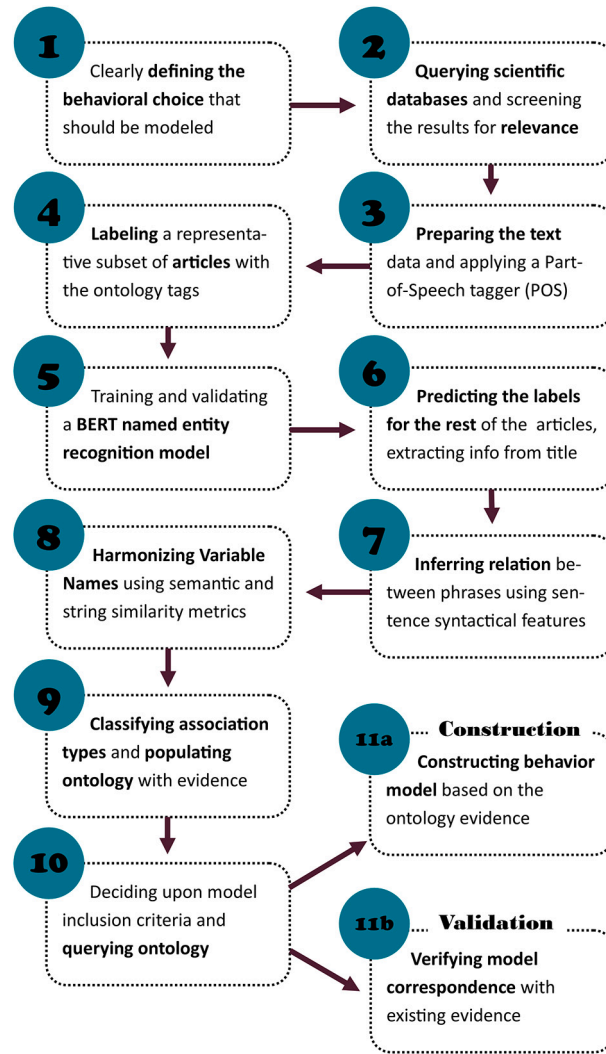 1
Clearly defining the
behavioral choice that
should be modeled
2
Querying scientific
databases and screening
the results for relevance
3
Preparing the text
data and applying a Part-
of-Speech tagger (POS)
4
Labeling a representa-
tive subset of articles with
the ontology tags
5
Training and validating
a BERT named entity
recognition model
6
Predicting the labels
for the rest of the articles,
extracting info from title
7
Inferring relation be-
tween phrases using sen-
tence syntactical features
8
Harmonizing Variable
Names using semantic and
string similarity metrics
9
Classifying association
types and populating
ontology with evidence
10
Deciding upon model
inclusion criteria and
querying ontology
11a Construction
Constructing behavior
model based on the
ontology evidence
11b Validation
Verifying model
correspondence with
existing evidence